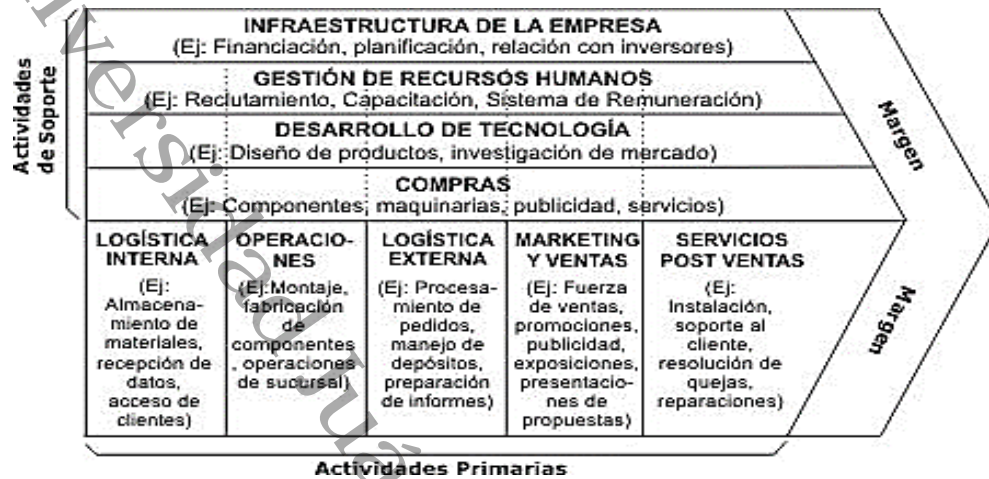 INFRAESTRUCTURA DE LA EMPRESA
(Ej: Financiación, planificación, relación con inversores)
GESTIÓN DE RECURSOS HUMANOS
(Ej: Reclutamiento, Capacitación, Sistema de Remuneración)
DESARROLLO DE TECNOLOGÍA
(Ej: Diseño de productos, investigación de mercado)
COMPRAS
(Ej: Componentes, maquinarias, publicidad, servicios)
Actividades
de Soporte
LOGÍSTICA
INTERNA
(Ej:
Almacena-
miento de
materiales,
recepción de
datos,
acceso de
clientes)
OPERACIO-
NES
(Ej:Montaje,
fabricación
de
componentes
, operaciones
de sucursal)
LOGÍSTICA
EXTERNA
(Ej: Procesa-
miento de
pedidos,
manejo de
depósitos,
preparación
de informes)
MARKETING
Y VENTAS
(Ej: Fuerza
de ventas,
promociones,
publicidad,
exposiciones,
presentacio-
nes de
propuestas)
SERVICIOS
POST VENTAS
(Ej:
Instalación,
soporte al
cliente,
resolución de
quejas,
reparaciones)
Margen
Margen
Actividades Primarias